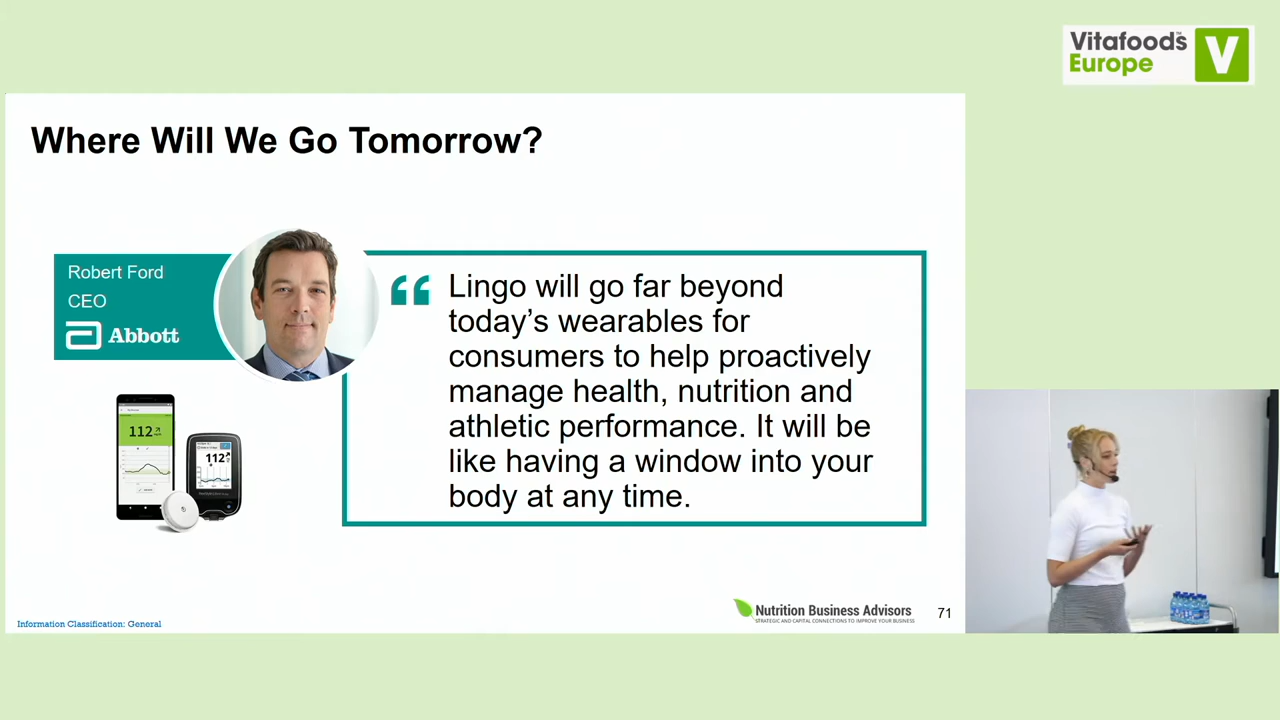 Vitafoods
Europe
V
Where Will We Go Tomorrow?
Robert Ford
CEO
Abbott
“ Lingo will go far beyond
today’s wearables for
consumers to help proactively
manage health, nutrition and
athletic performance. It will be
like having a window into your
body at any time.
112
112
Nutrition Business Advisors
STRATEGIC AND CAPITAL CONNECTIONS TO IMPROVE YOUR BUSINESS
71
Information Classification: General